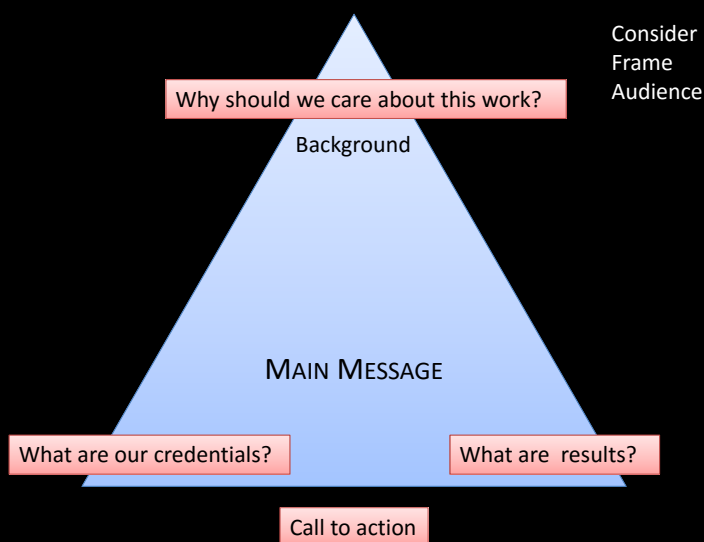 Consider
Frame
Audience
Why should we care about this work?
Background
MAIN MESSAGE
What are our credentials?
What are results?
Call to action